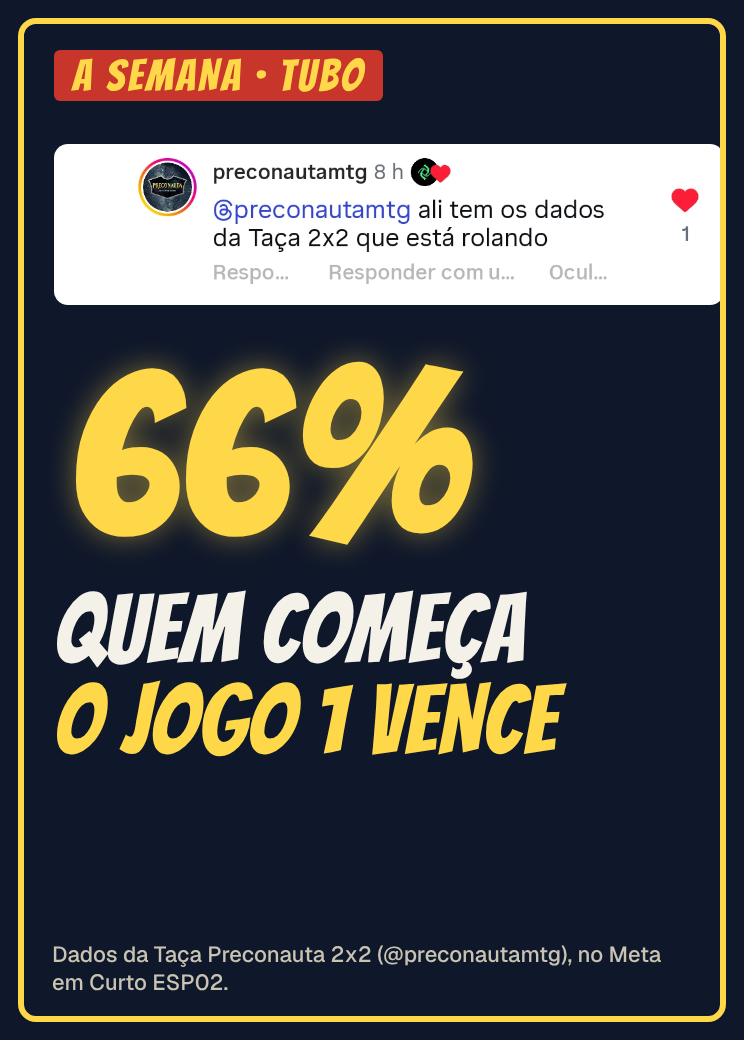 A SEMANA · TUBO
PRECONAUTA
preconautamtg 8 h
@preconautamtg ali tem os dados
da Taça 2x2 que está rolando
1
Respo... Responder com u... Ocul...
66%
QUEM COMEÇA
O JOGO 1 VENCE
Dados da Taça Preconauta 2x2 (@preconautamtg), no Meta
em Curto ESP02.